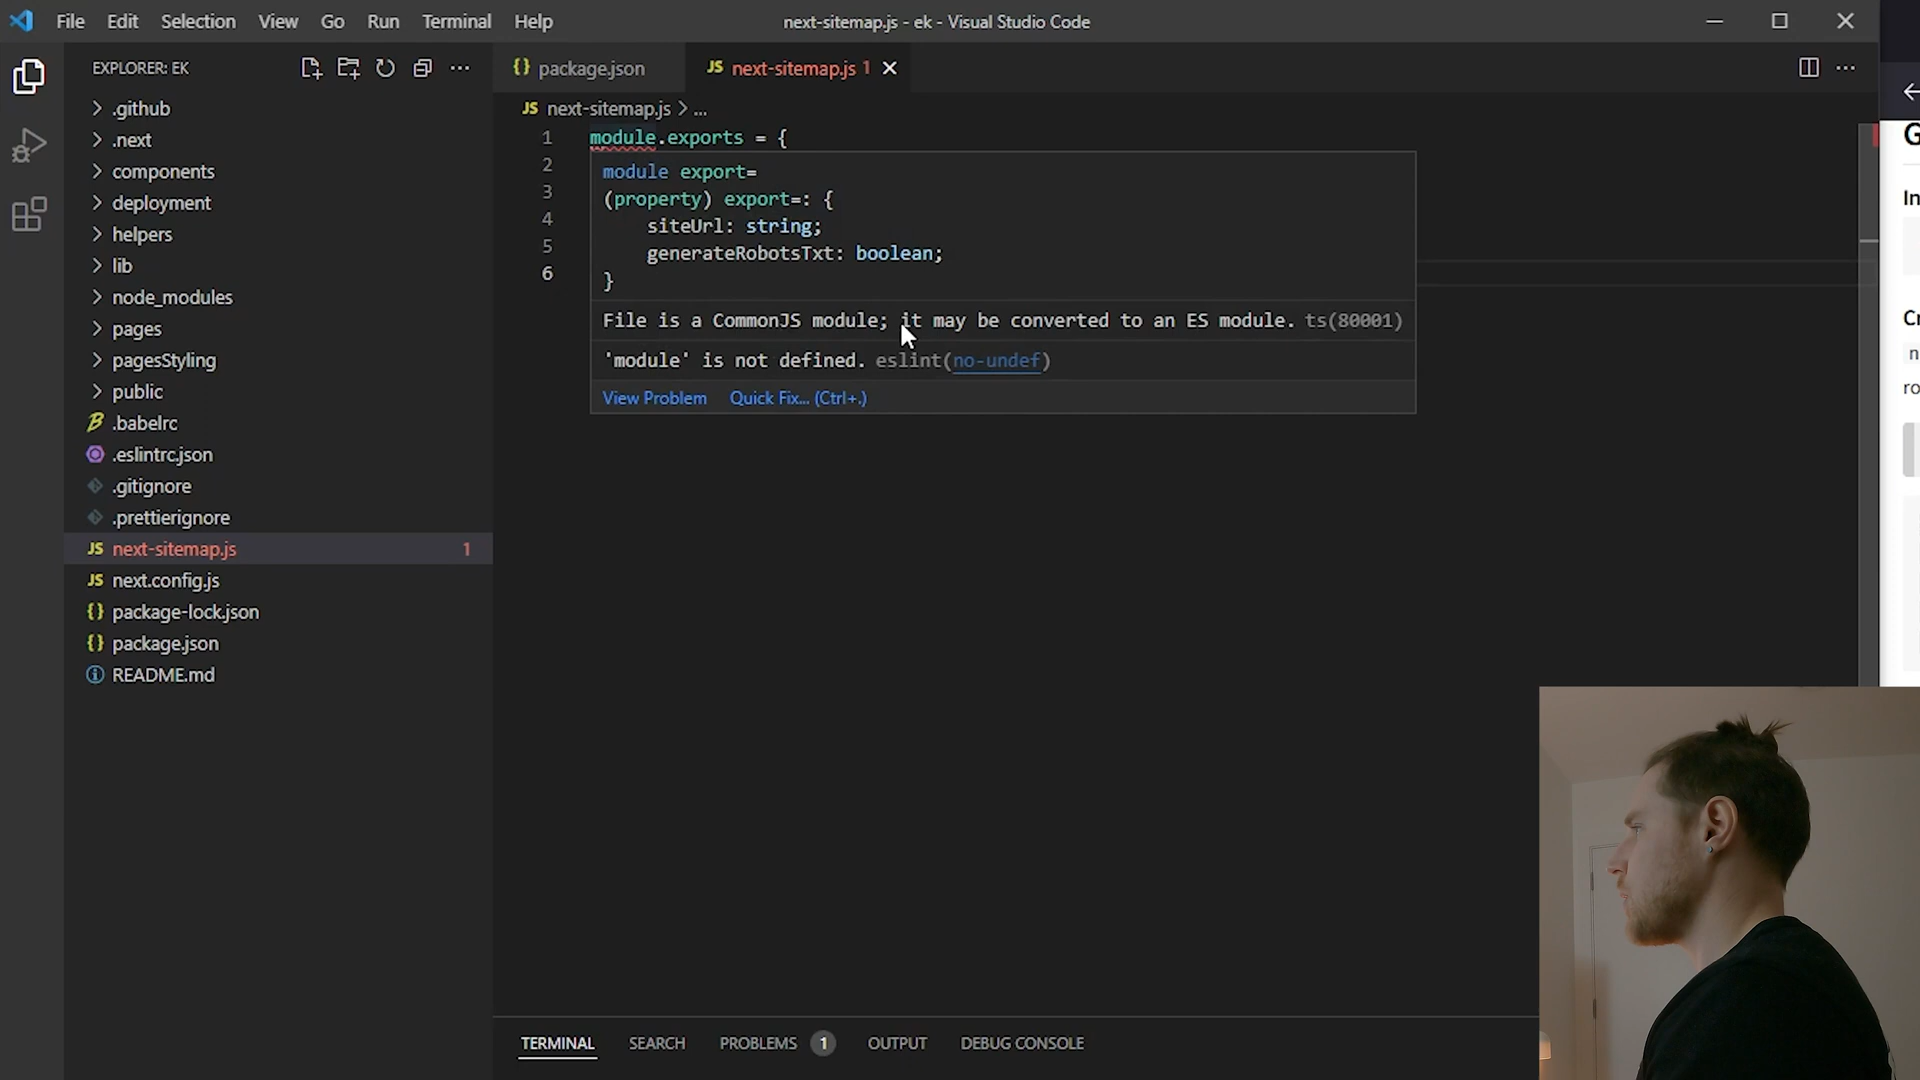 File Edit Selection View Go Run Terminal Help
next-sitemap.js - ek - Visual Studio Code
EXPLORER: EK
.github
.next
components
deployment
helpers
lib
node_modules
pages
pagesStyling
public
.babelrc
.eslintrc.json
.gitignore
.prettierignore
JS next-sitemap.js 1
JS next.config.js
{} package-lock.json
{} package.json
README.md
{} package.json
JS next-sitemap.js 1
JS next-sitemap.js > ...
1 module.exports = {
2
3
4
5
6
module export=
(property) export=: {
siteUrl: string;
generateRobotsTxt: boolean;
}
File is a CommonJS module; it may be converted to an ES module. ts(80001)
'module' is not defined. eslint(no-undef)
View Problem Quick Fix... (Ctrl+.)
TERMINAL SEARCH PROBLEMS 1 OUTPUT DEBUG CONSOLE